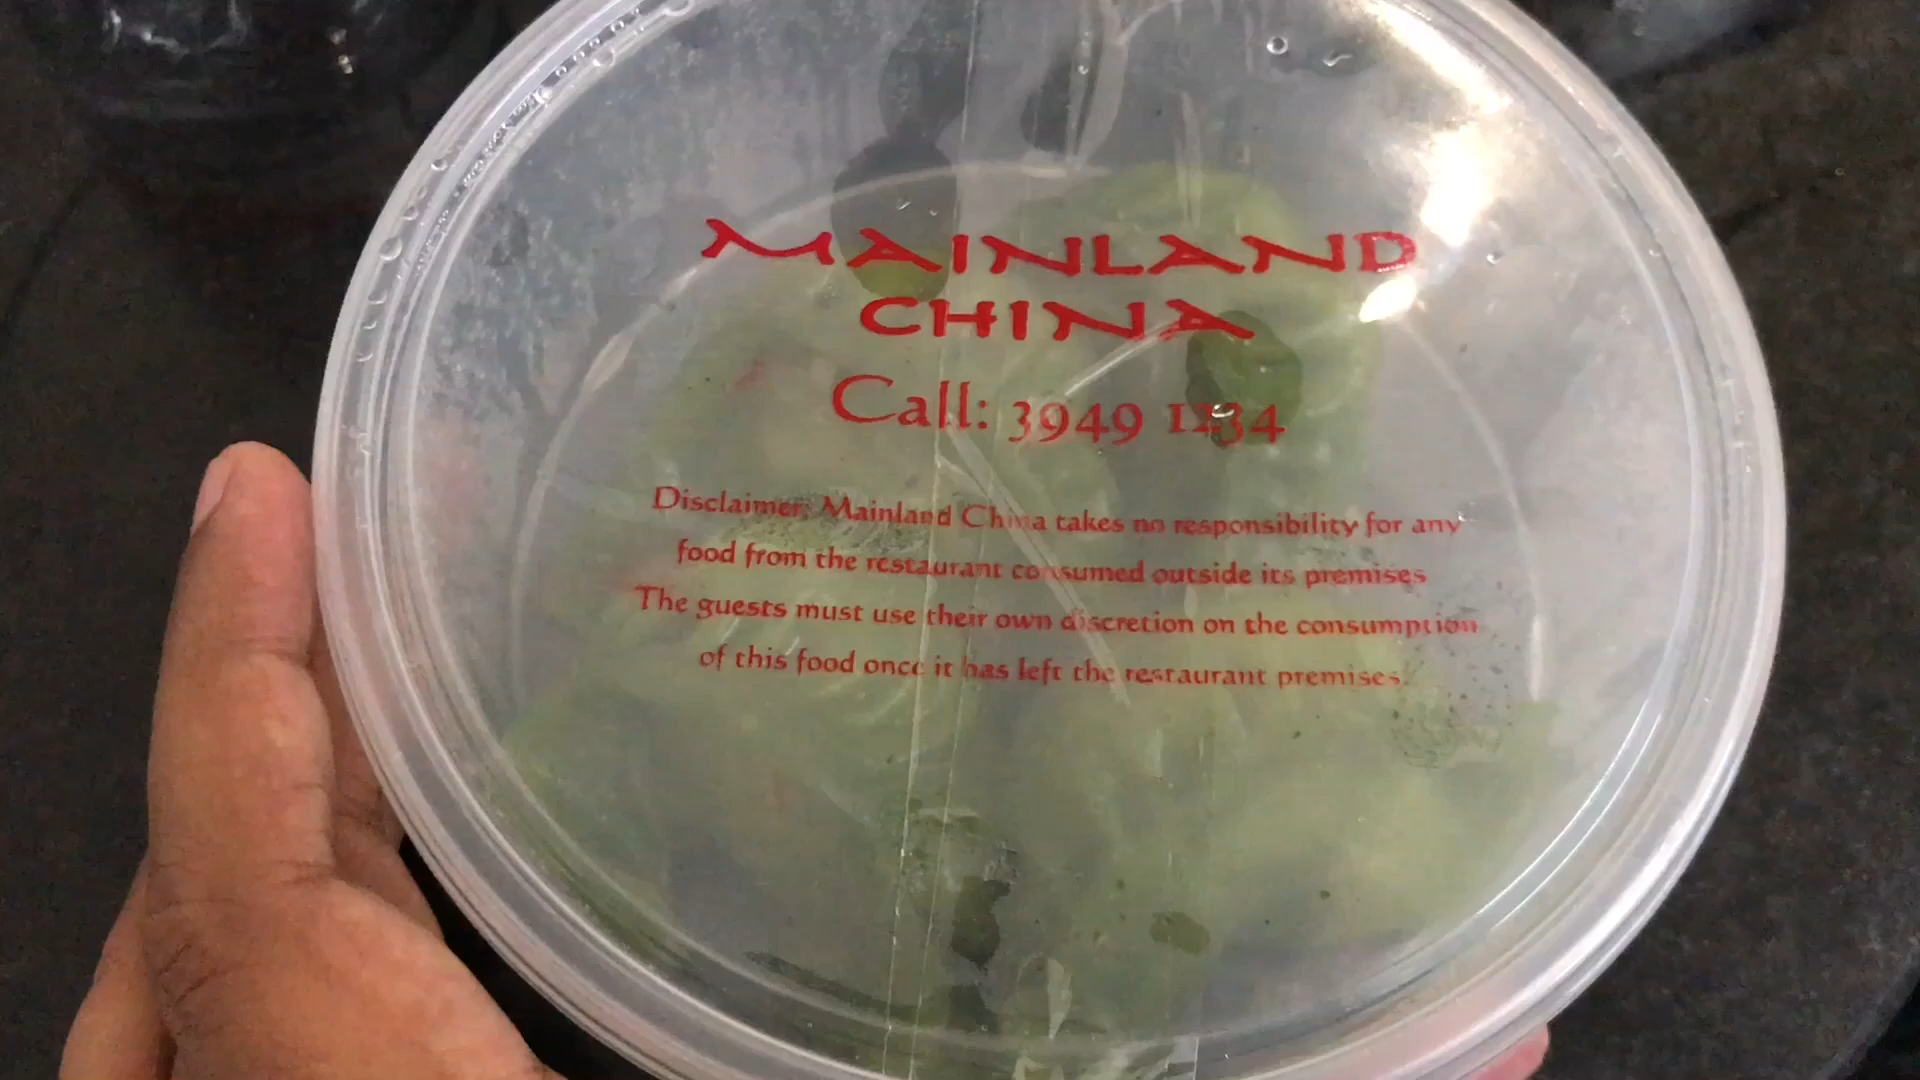 MAINLAND
CHINA
Call: 3949 1234
Disclaimer: Mainland China takes no responsibility for any
food from the restaurant consumed outside its premises
The guests must use their own discretion on the consumption
of this food once it has left the restaurant premises.